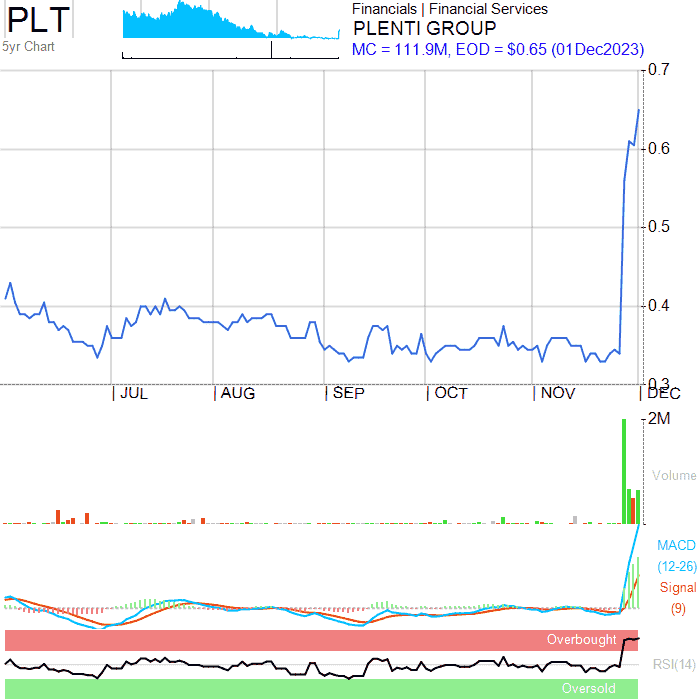 PLT
5yr Chart
Financials | Financial Services
PLENTI GROUP
MC = 111.9M, EOD = $0.65 (01Dec2023)
0.7
0.6
0.5
0.4
0.3
JUL
AUG
SEP
OCT
NOV
DEC
2M
Volume
MACD
(12-26)
Signal
(9)
Overbought
RSI(14)
Oversold